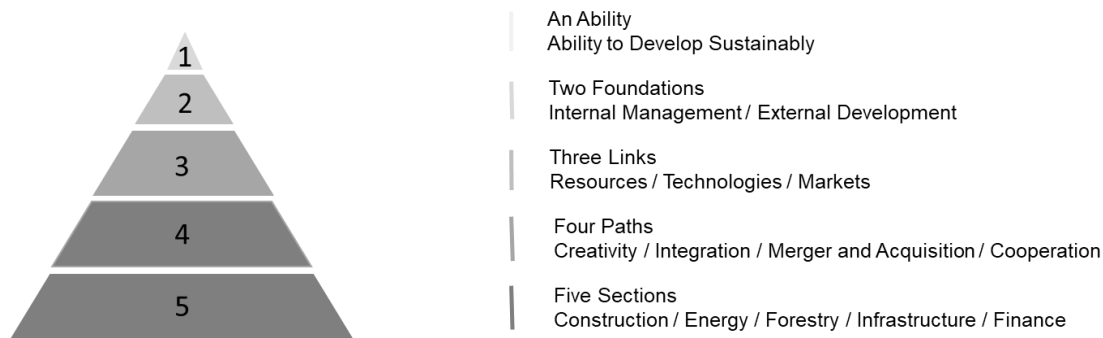 1
An Ability
Ability to Develop Sustainably
2
Two Foundations
Internal Management / External Development
3
Three Links
Resources / Technologies / Markets
4
Four Paths
Creativity / Integration / Merger and Acquisition / Cooperation
5
Five Sections
Construction / Energy / Forestry / Infrastructure / Finance